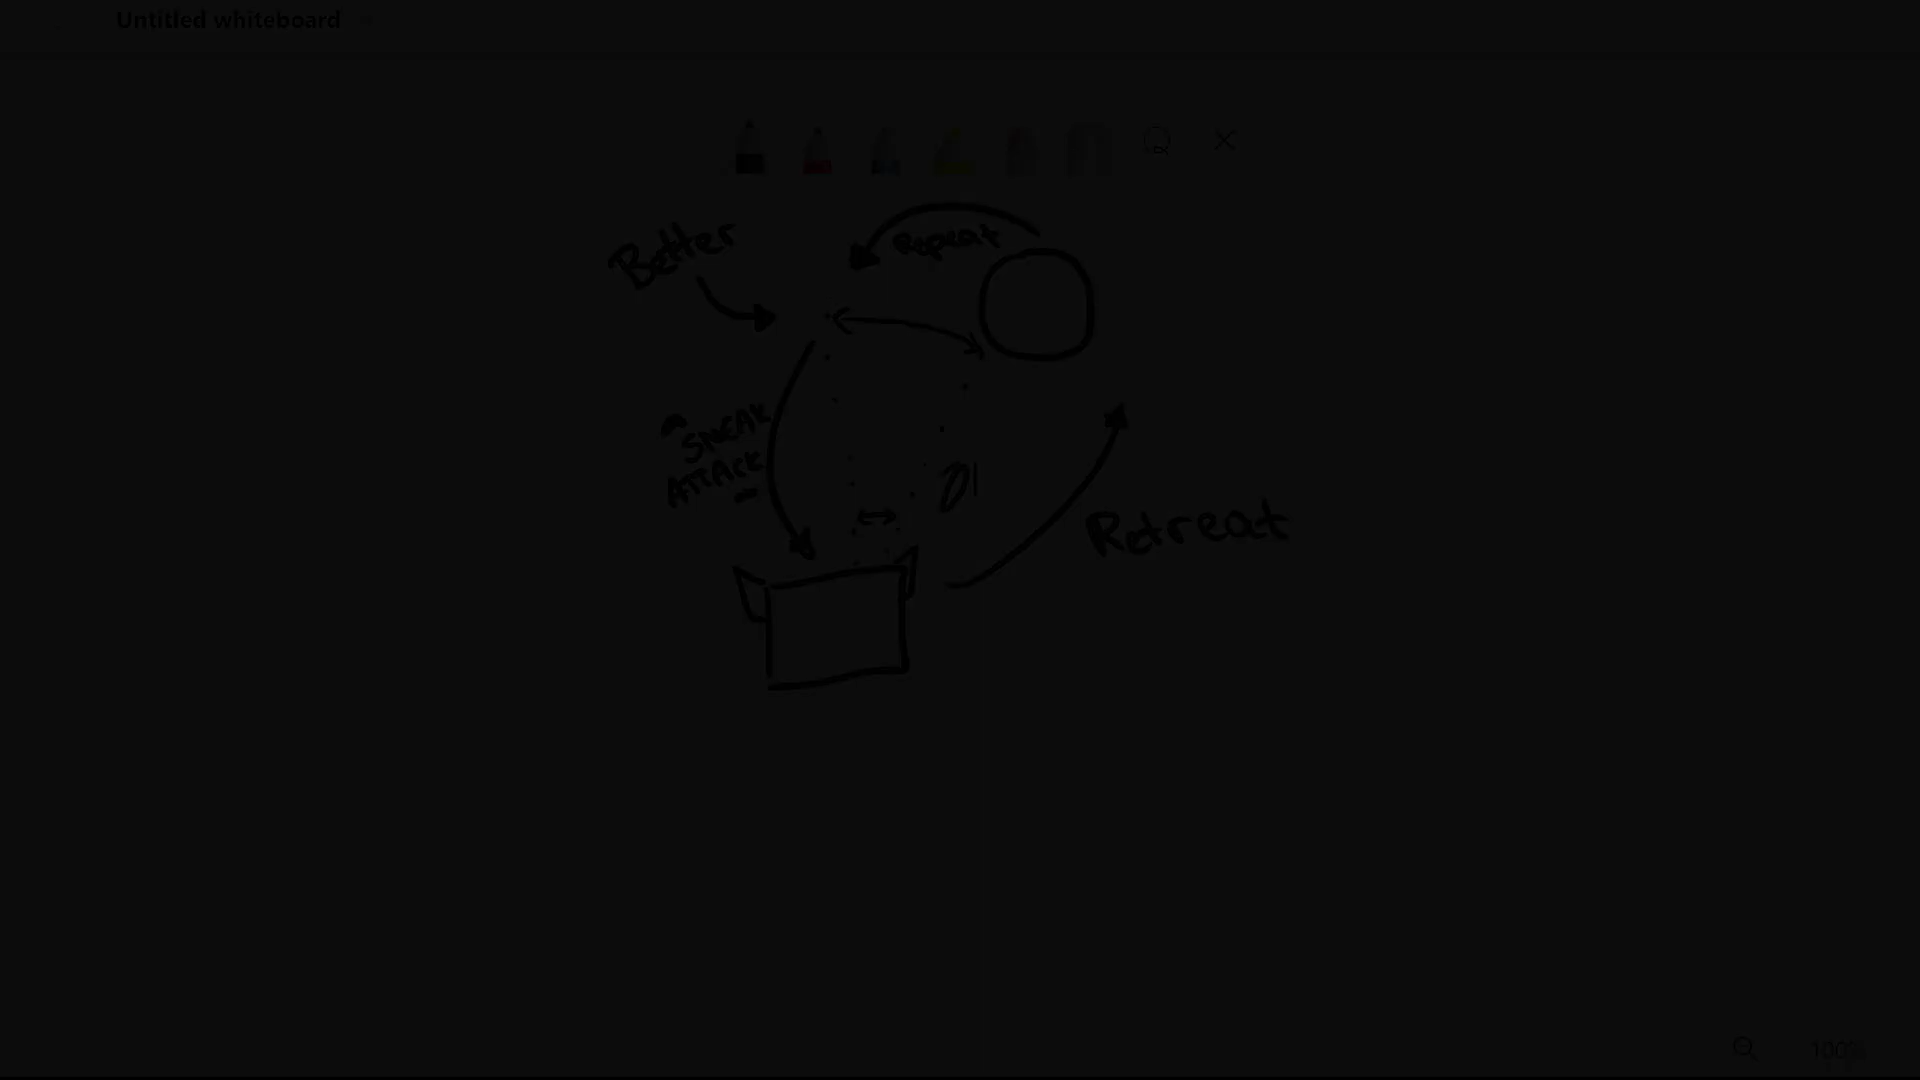 Untitled whiteboard
Better
Repeat
SNEAK
ATTACK
Retreat
100%